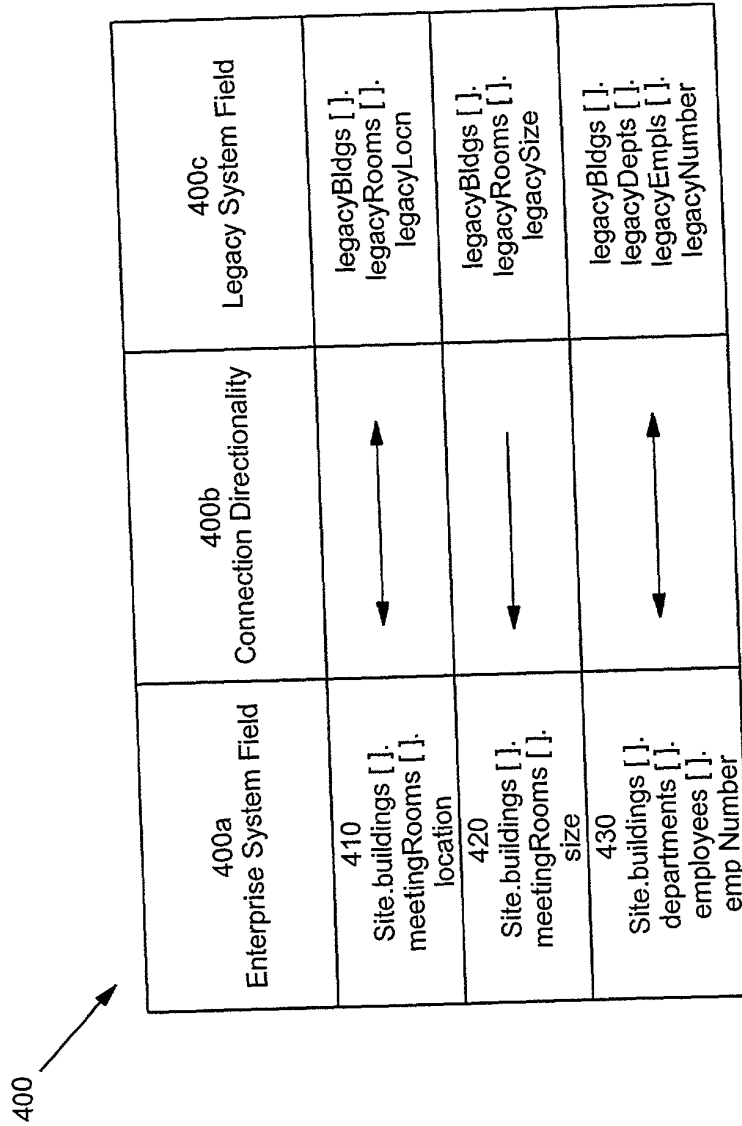 400
400a
Enterprise System Field
400b
Connection Directionality
400c
Legacy System Field
410
Site.buildings [ ].
meetingRooms [ ].
location
legacyBldgs [ ].
legacyRooms [ ].
legacyLocn
420
Site.buildings [ ].
meetingRooms [ ].
size
legacyBldgs [ ].
legacyRooms [ ].
legacySize
430
Site.buildings [ ].
departments [ ].
employees [ ].
emp Number
legacyBldgs [ ].
legacyDepts [ ].
legacyEmpls [ ].
legacyNumber